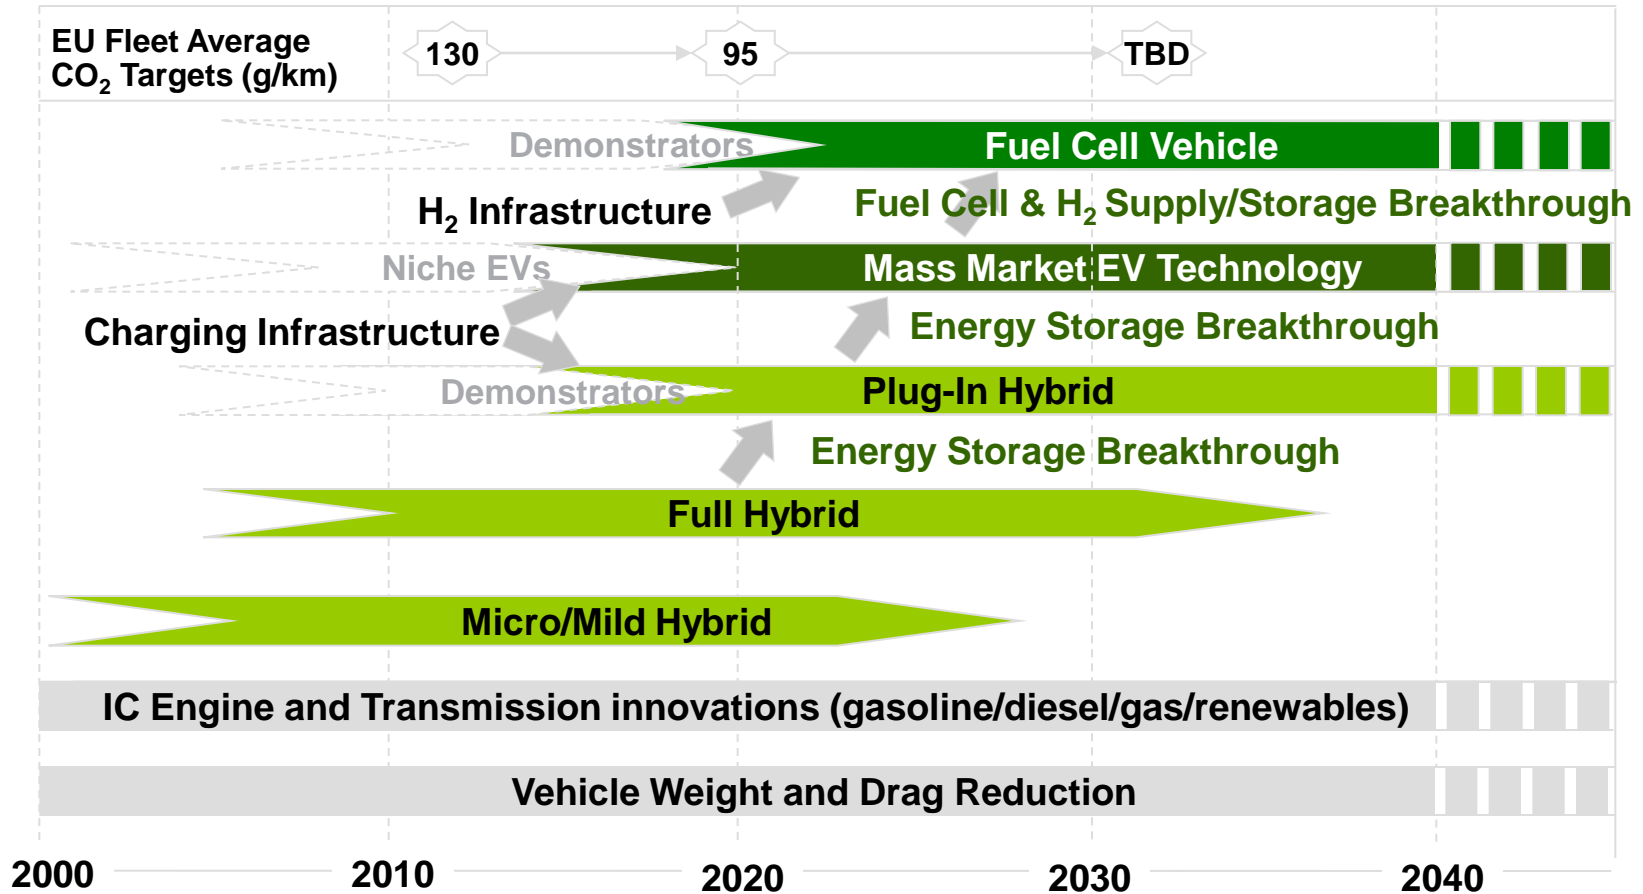 EU Fleet Average
CO₂ Targets (g/km)
130
95
TBD
Demonstrators
Fuel Cell Vehicle
H₂ Infrastructure
Fuel Cell & H₂ Supply/Storage Breakthrough
Niche EVs
Mass Market EV Technology
Charging Infrastructure
Energy Storage Breakthrough
Demonstrators
Plug-In Hybrid
Energy Storage Breakthrough
Full Hybrid
Micro/Mild Hybrid
IC Engine and Transmission innovations (gasoline/diesel/gas/renewables)
Vehicle Weight and Drag Reduction
2000
2010
2020
2030
2040